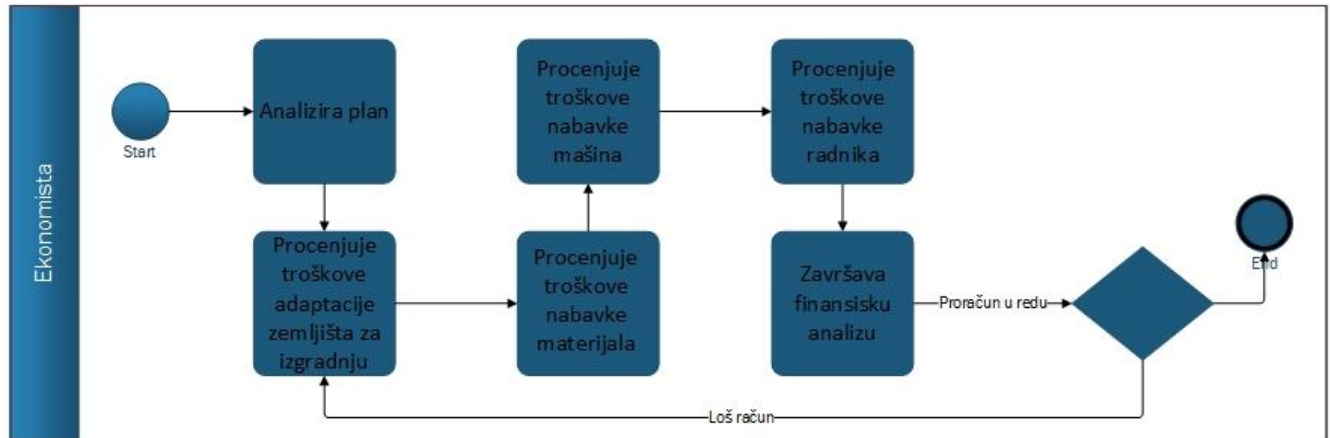 Ekonomista
Start
Analizira plan
Procenjuje
troškove
adaptacije
zemljišta za
izgradnju
Procenjuje
troškove
nabavke
materijala
Procenjuje
troškove
nabavke
mašina
Procenjuje
troškove
nabavke
radnika
Završava
finansisku
analizu
Proračun u redu
End
Loš račun